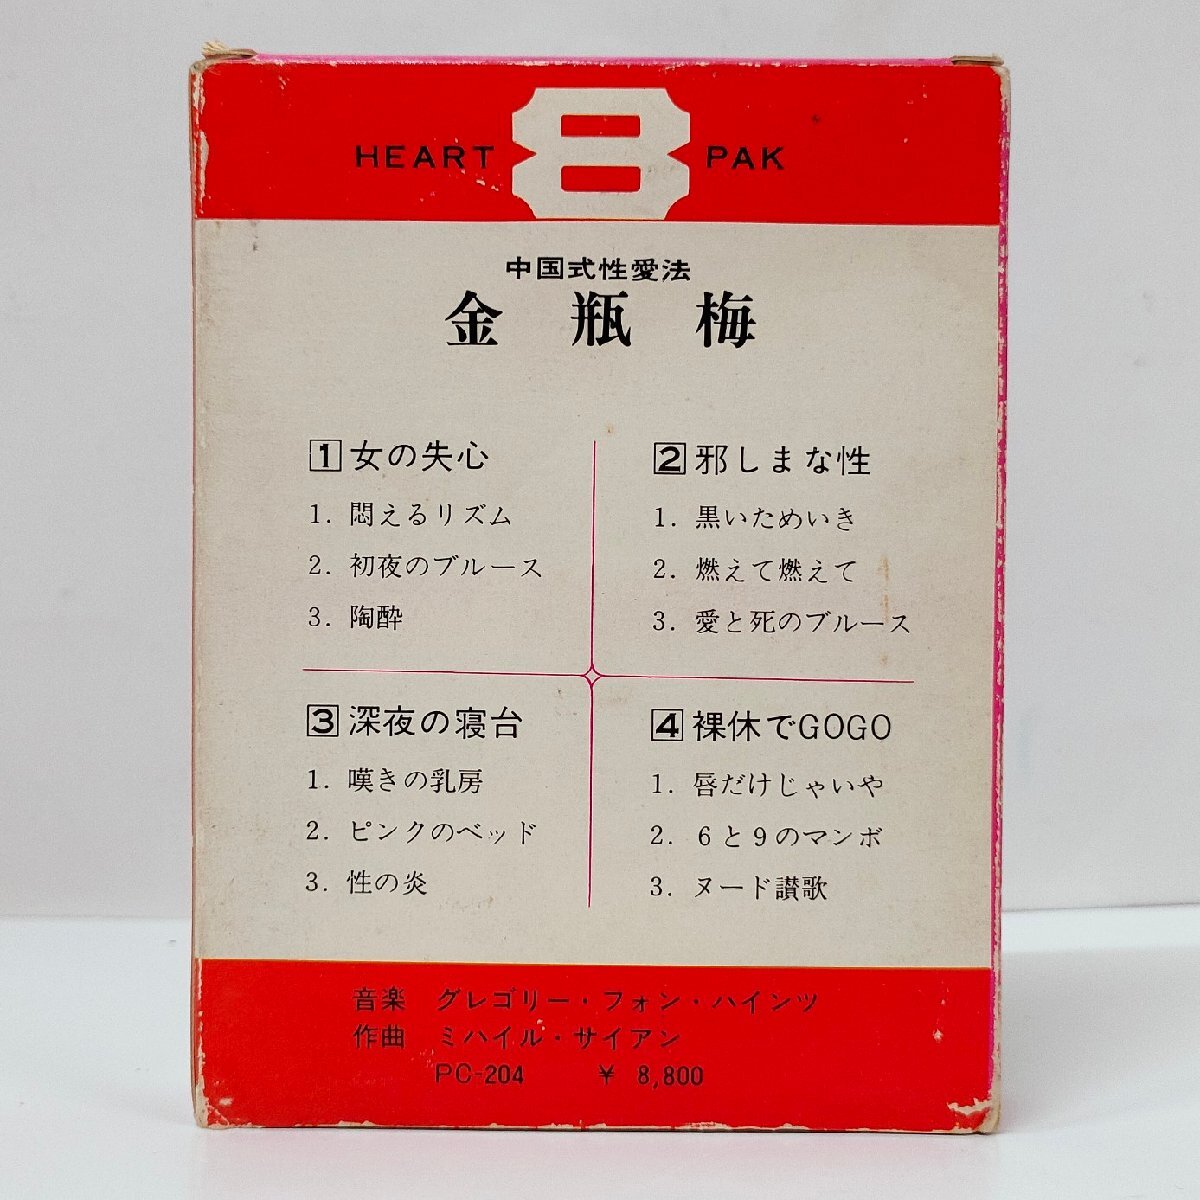 HEART 8 PAK
中国式性愛法
金瓶梅
1 女の失心
1. 悶えるリズム
2. 初夜のブルース
3. 陶酔
2 邪しまな性
1. 黒いためいき
2. 燃えて燃えて
3. 愛と死のブルース
3 深夜の寝台
1. 嘆きの乳房
2. ピンクのベッド
3. 性の炎
4 裸休でGOGO
1. 唇だけじゃいや
2. 6と9のマンボ
3. ヌード讃歌
音楽 グレゴリー・フォン・ハインツ
作曲 ミハイル・サイアン
PC-204 ¥ 8,800